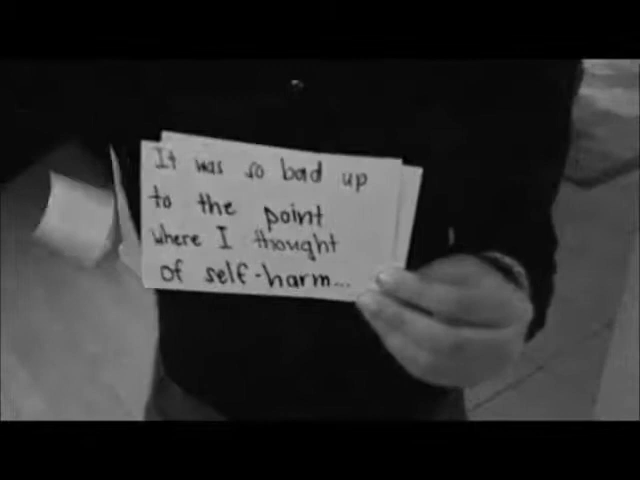 It was so bad up
to the point
where I thought
of self-harm...